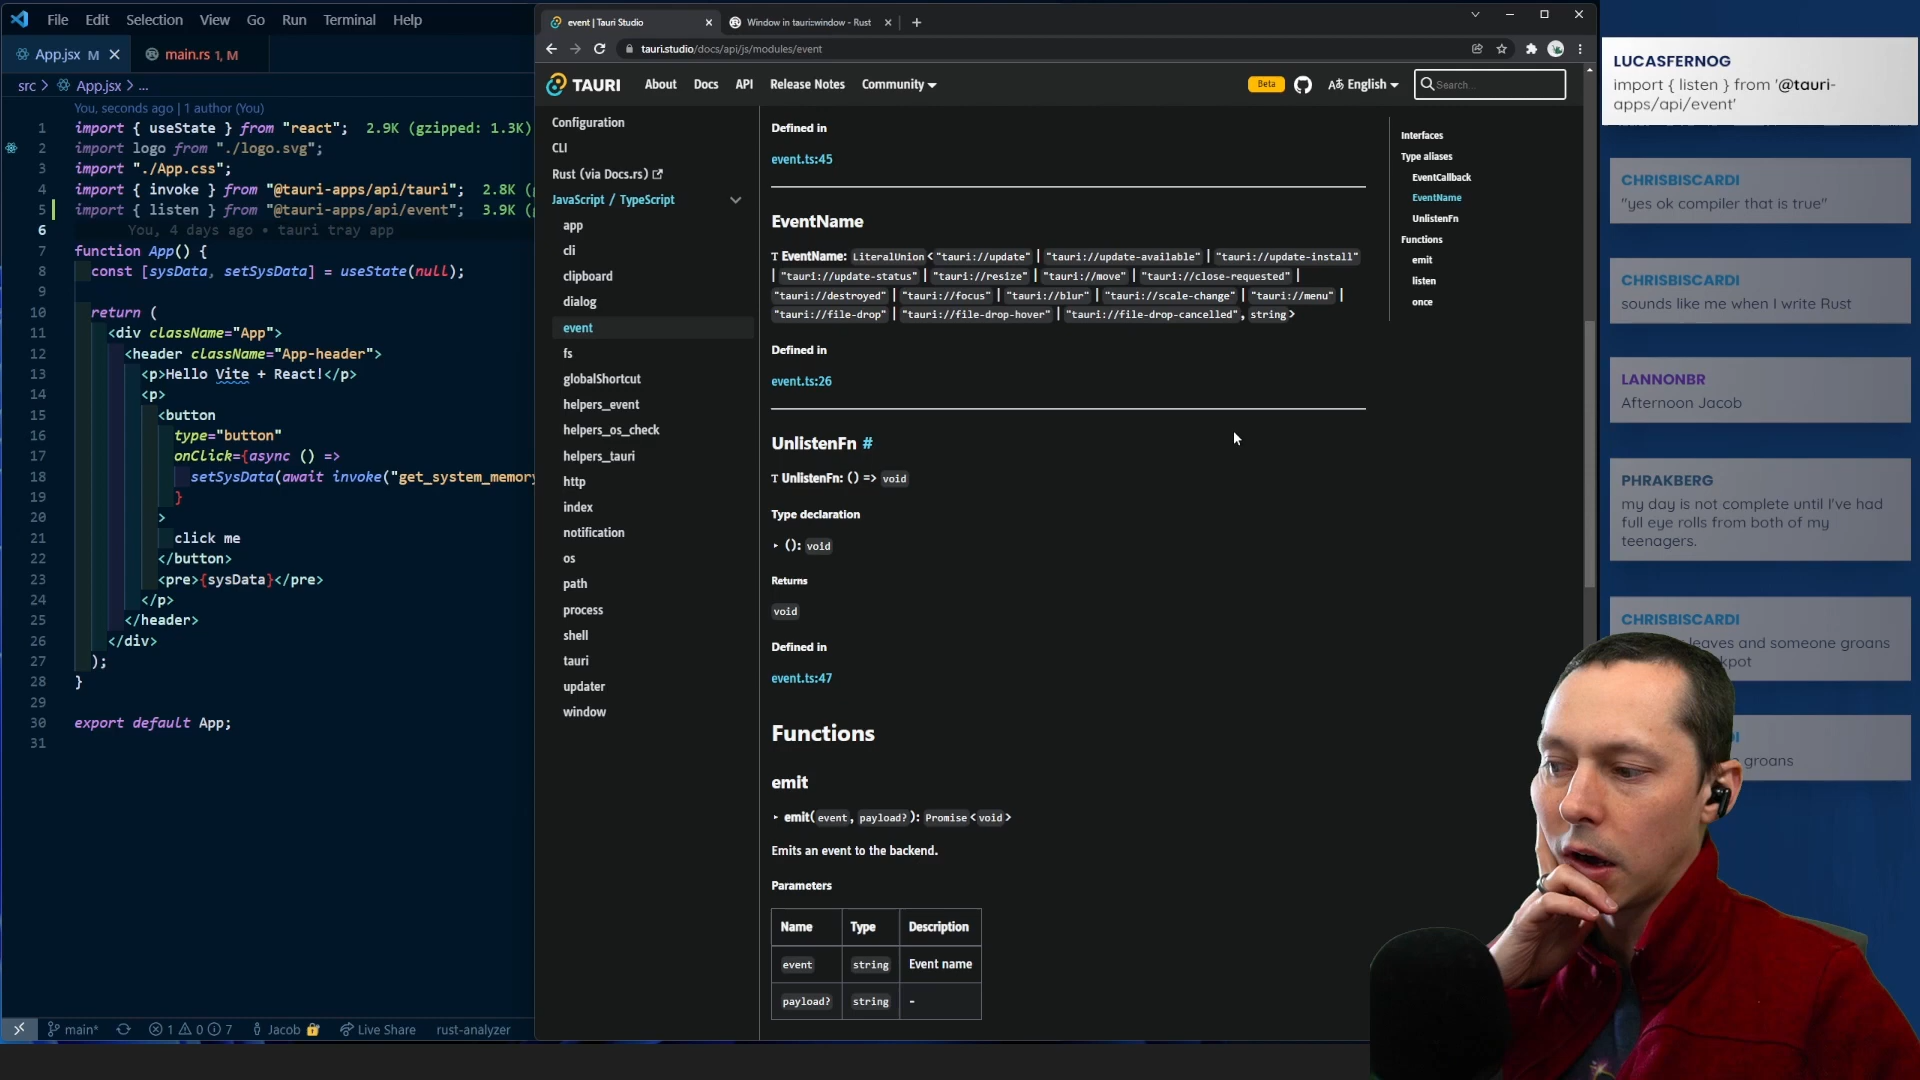 File Edit Selection View Go Run Terminal Help
App.jsx M
main.rs 1, M
src > App.jsx > ...
You, seconds ago | 1 author (You)
1 import { useState } from "react"; 2.9K (gzipped: 1.3K)
2 import logo from "./logo.svg";
3 import "./App.css";
4 import { invoke } from "@tauri-apps/api/tauri"; 2.8K (
5 import { listen } from "@tauri-apps/api/event"; 3.9K (
6 You, 4 days ago • tauri tray app
7 function App() {
8 const [sysData, setSysData] = useState(null);
9
10 return (
11 <div className="App">
12 <header className="App-header">
13 <p>Hello Vite + React!</p>
14 <p>
15 <button
16 type="button"
17 onClick={async () =>
18 setSysData(await invoke("get_system_memory
19 }
20 >
21 click me
22 </button>
23 <pre>{sysData}</pre>
24 </p>
25 </header>
26 </div>
27 );
28 }
29
30 export default App;
31
main* 1 0 7 Jacob Live Share rust-analyzer
event | Tauri Studio
Window in tauri::window - Rust
tauri.studio/docs/api/js/modules/event
TAURI About Docs API Release Notes Community Beta English Search...
Configuration
CLI
Rust (via Docs.rs)
JavaScript / TypeScript
app
cli
clipboard
dialog
event
fs
globalShortcut
helpers_event
helpers_os_check
helpers_tauri
http
index
notification
os
path
process
shell
tauri
updater
window
Defined in
event.ts:45
EventName
T EventName: LiteralUnion<"tauri://update" | "tauri://update-available" | "tauri://update-install"
| "tauri://update-status" | "tauri://resize" | "tauri://move" | "tauri://close-requested" |
"tauri://destroyed" | "tauri://focus" | "tauri://blur" | "tauri://scale-change" | "tauri://menu" |
"tauri://file-drop" | "tauri://file-drop-hover" | "tauri://file-drop-cancelled", string>
Defined in
event.ts:26
UnlistenFn #
T UnlistenFn: () => void
Type declaration
▸ (): void
Returns
void
Defined in
event.ts:47
Functions
emit
▸ emit(event, payload?): Promise<void>
Emits an event to the backend.
Parameters
Name Type Description
event string Event name
payload? string -
Interfaces
Type aliases
EventCallback
EventName
UnlistenFn
Functions
emit
listen
once
LUCASFERNOG
import { listen } from '@tauri-
apps/api/event'
CHRISBISCARDI
"yes ok compiler that is true"
CHRISBISCARDI
sounds like me when I write Rust
LANNONBR
Afternoon Jacob
PHRAKBERG
my day is not complete until I've had
full eye rolls from both of my
teenagers.
CHRISBISCARDI
leaves and someone groans
kpot
groans